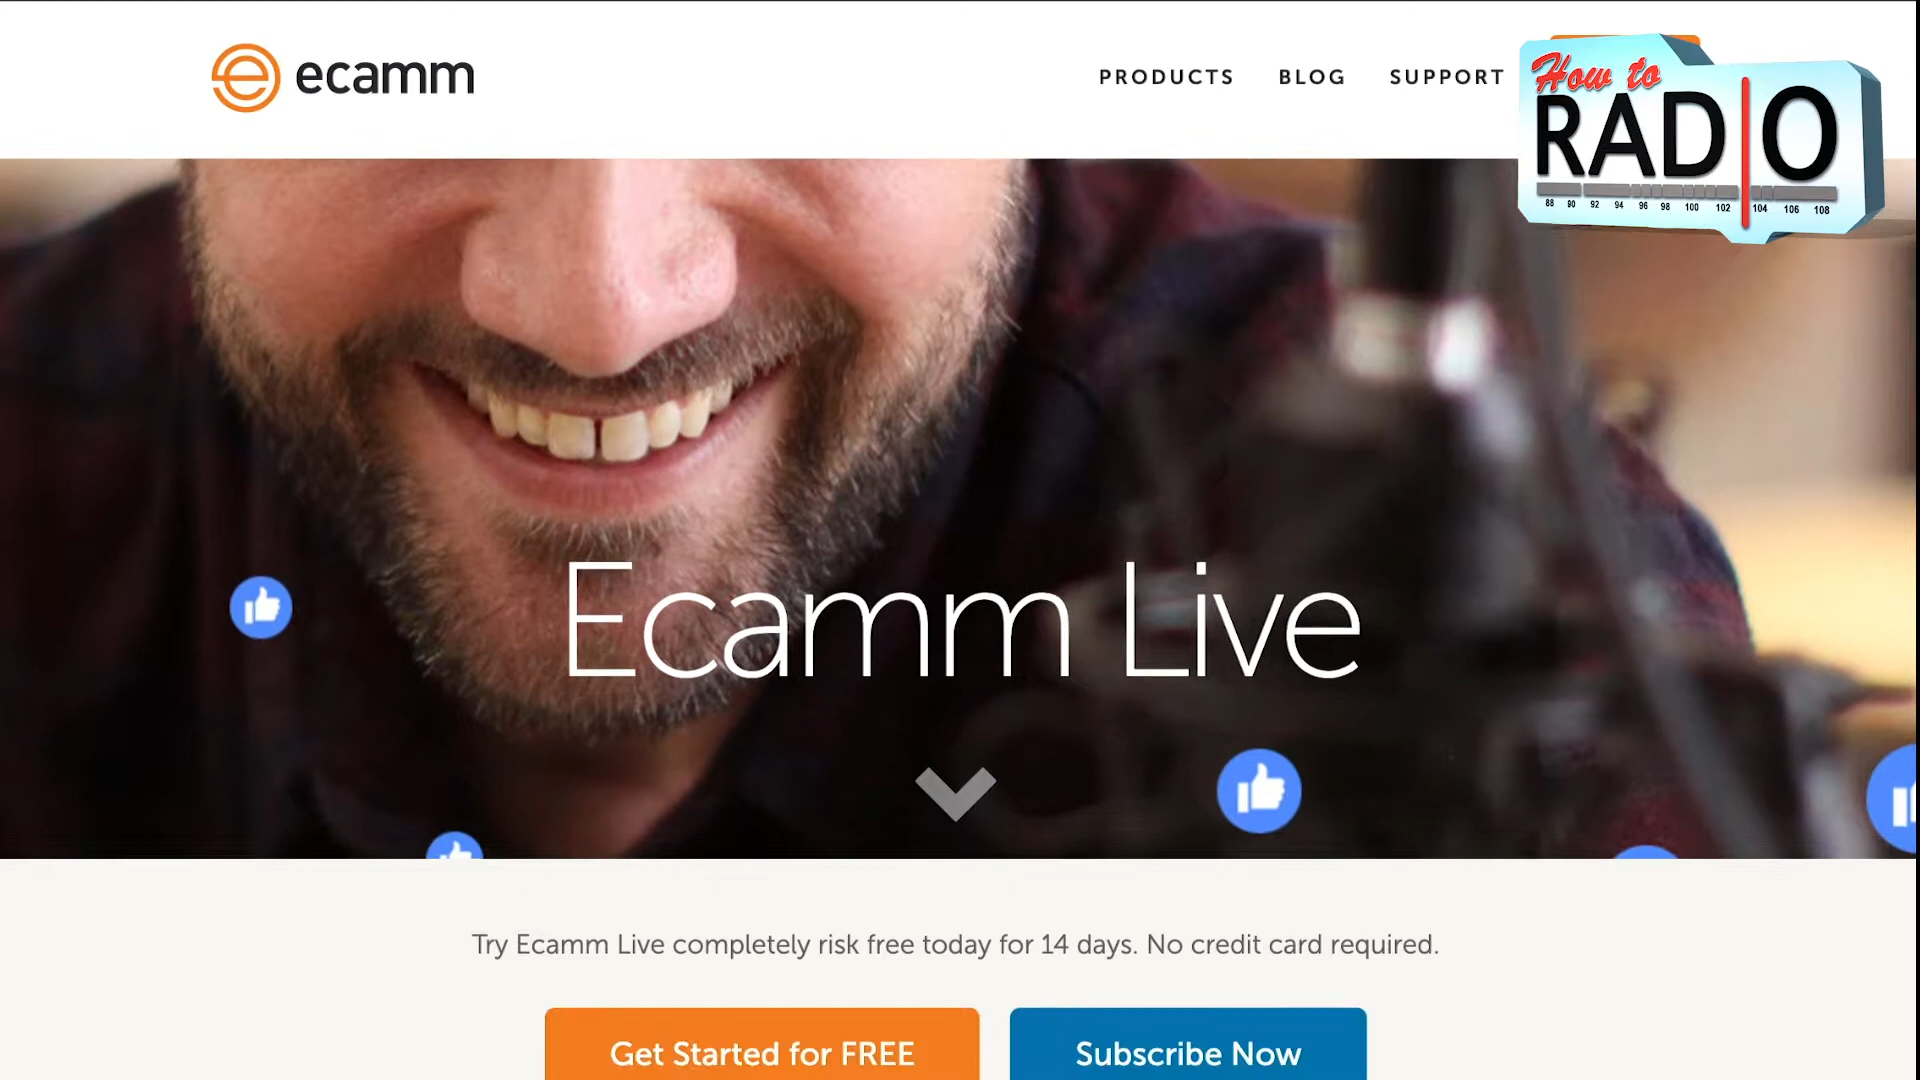 ecamm
PRODUCTS BLOG SUPPORT
How to
RADIO
88 90 92 94 96 98 100 102 104 106 108
Ecamm Live
Try Ecamm Live completely risk free today for 14 days. No credit card required.
Get Started for FREE Subscribe Now